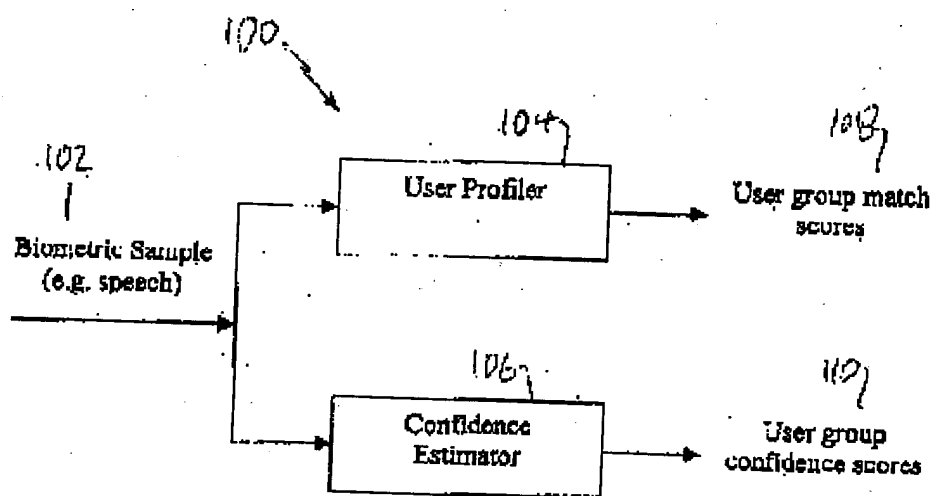 100
104
108
102
User Profiler
User group match
scores
Biometric Sample
(e.g. speech)
106
110
Confidence
Estimator
User group
confidence scores